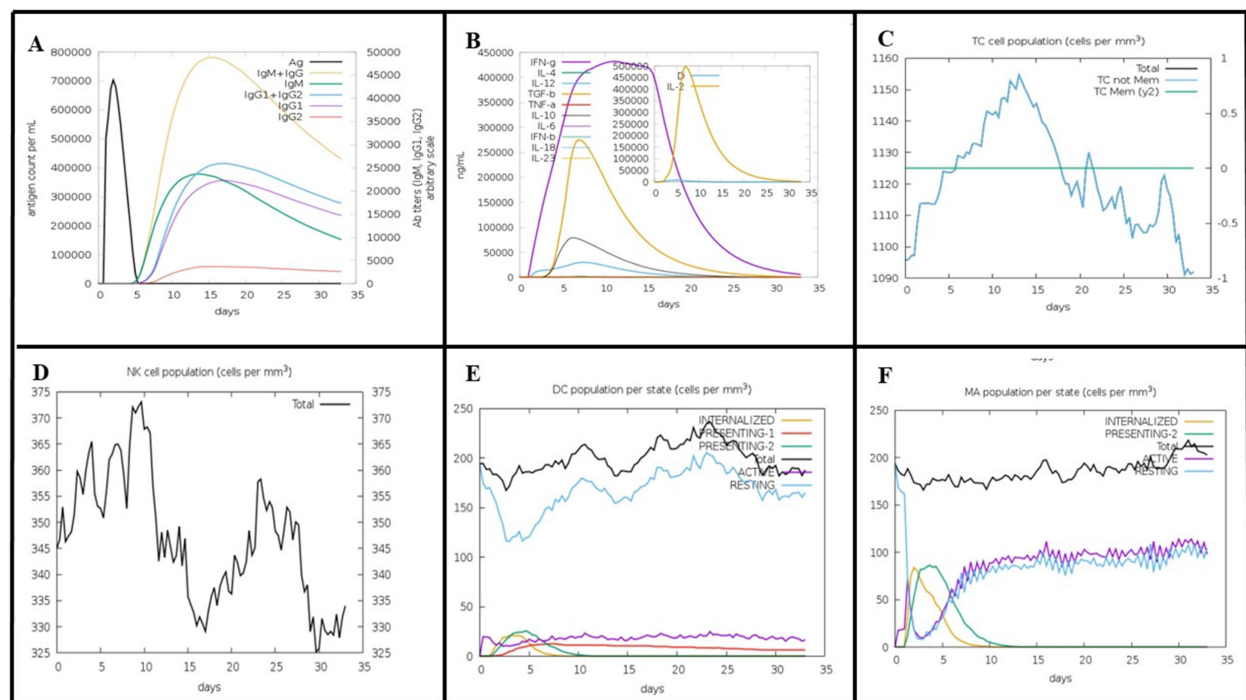 A
800000
700000
600000
500000
400000
300000
200000
100000
0
antigen count per mL
Ag
IgM+IgG
IgM
IgG1+IgG2
IgG1
IgG2
50000
45000
40000
35000
30000
25000
20000
15000
10000
5000
0
Ab titers (IgM, IgG1, IgG2)
arbitrary scale
0 5 10 15 20 25 30 35
days
B
450000
400000
350000
300000
250000
200000
150000
100000
50000
0
ng/mL
IFN-g
IL-4
IL-12
TGF-b
TNF-a
IL-10
IL-6
IFN-b
IL-18
IL-23
500000
450000
400000
350000
300000
250000
200000
150000
100000
50000
0
D
IL-2
0 5 10 15 20 25 30 35
0 5 10 15 20 25 30 35
days
C
TC cell population (cells per mm³)
1160
1150
1140
1130
1120
1110
1100
1090
Total
TC not Mem
TC Mem (y2)
1
0.5
0
-0.5
-1
0 5 10 15 20 25 30 35
days
D
NK cell population (cells per mm³)
375
370
365
360
355
350
345
340
335
330
325
Total
375
370
365
360
355
350
345
340
335
330
325
0 5 10 15 20 25 30 35
days
E
DC population per state (cells per mm³)
250
200
150
100
50
0
INTERNALIZED
PRESENTING-1
PRESENTING-2
Total
ACTIVE
RESTING
0 5 10 15 20 25 30 35
days
F
MA population per state (cells per mm³)
250
200
150
100
50
0
INTERNALIZED
PRESENTING-2
Total
ACTIVE
RESTING
0 5 10 15 20 25 30 35
days